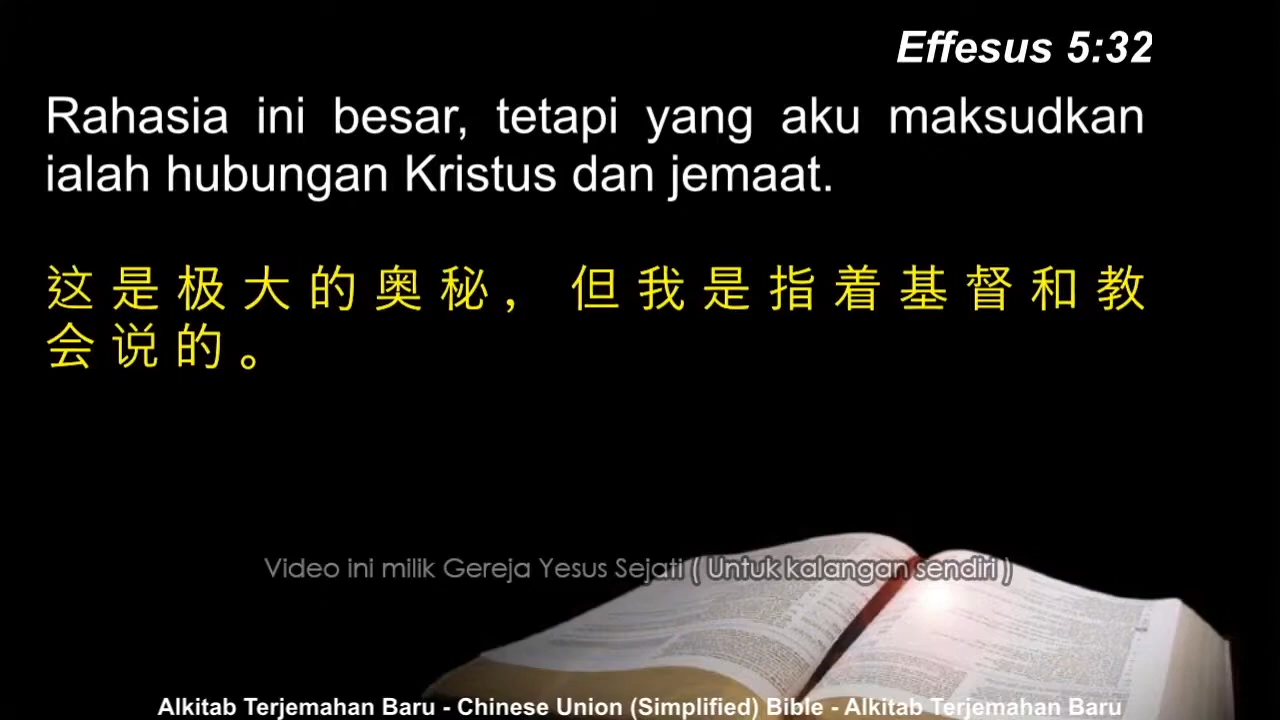 Effesus 5:32
Rahasia ini besar, tetapi yang aku maksudkan
ialah hubungan Kristus dan jemaat.
这是极大的奥秘，但我是指着基督和教
会说的。
Video ini milik Gereja Yesus Sejati ( Untuk kalangan sendiri )
Alkitab Terjemahan Baru - Chinese Union (Simplified) Bible - Alkitab Terjemahan Baru